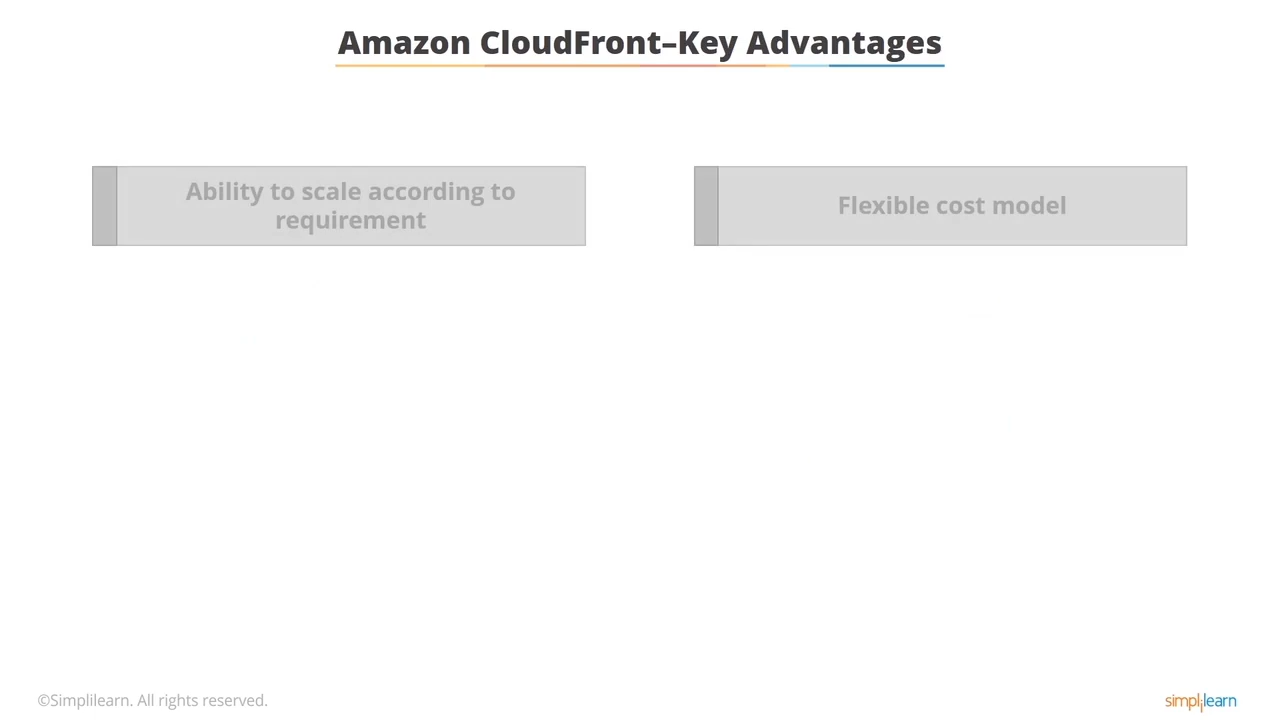 Amazon CloudFront–Key Advantages
Ability to scale according to
requirement
Flexible cost model
©Simplilearn. All rights reserved.
simplilearn